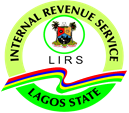 INTERNAL REVENUE SERVICE
LIRS
LAGOS STATE